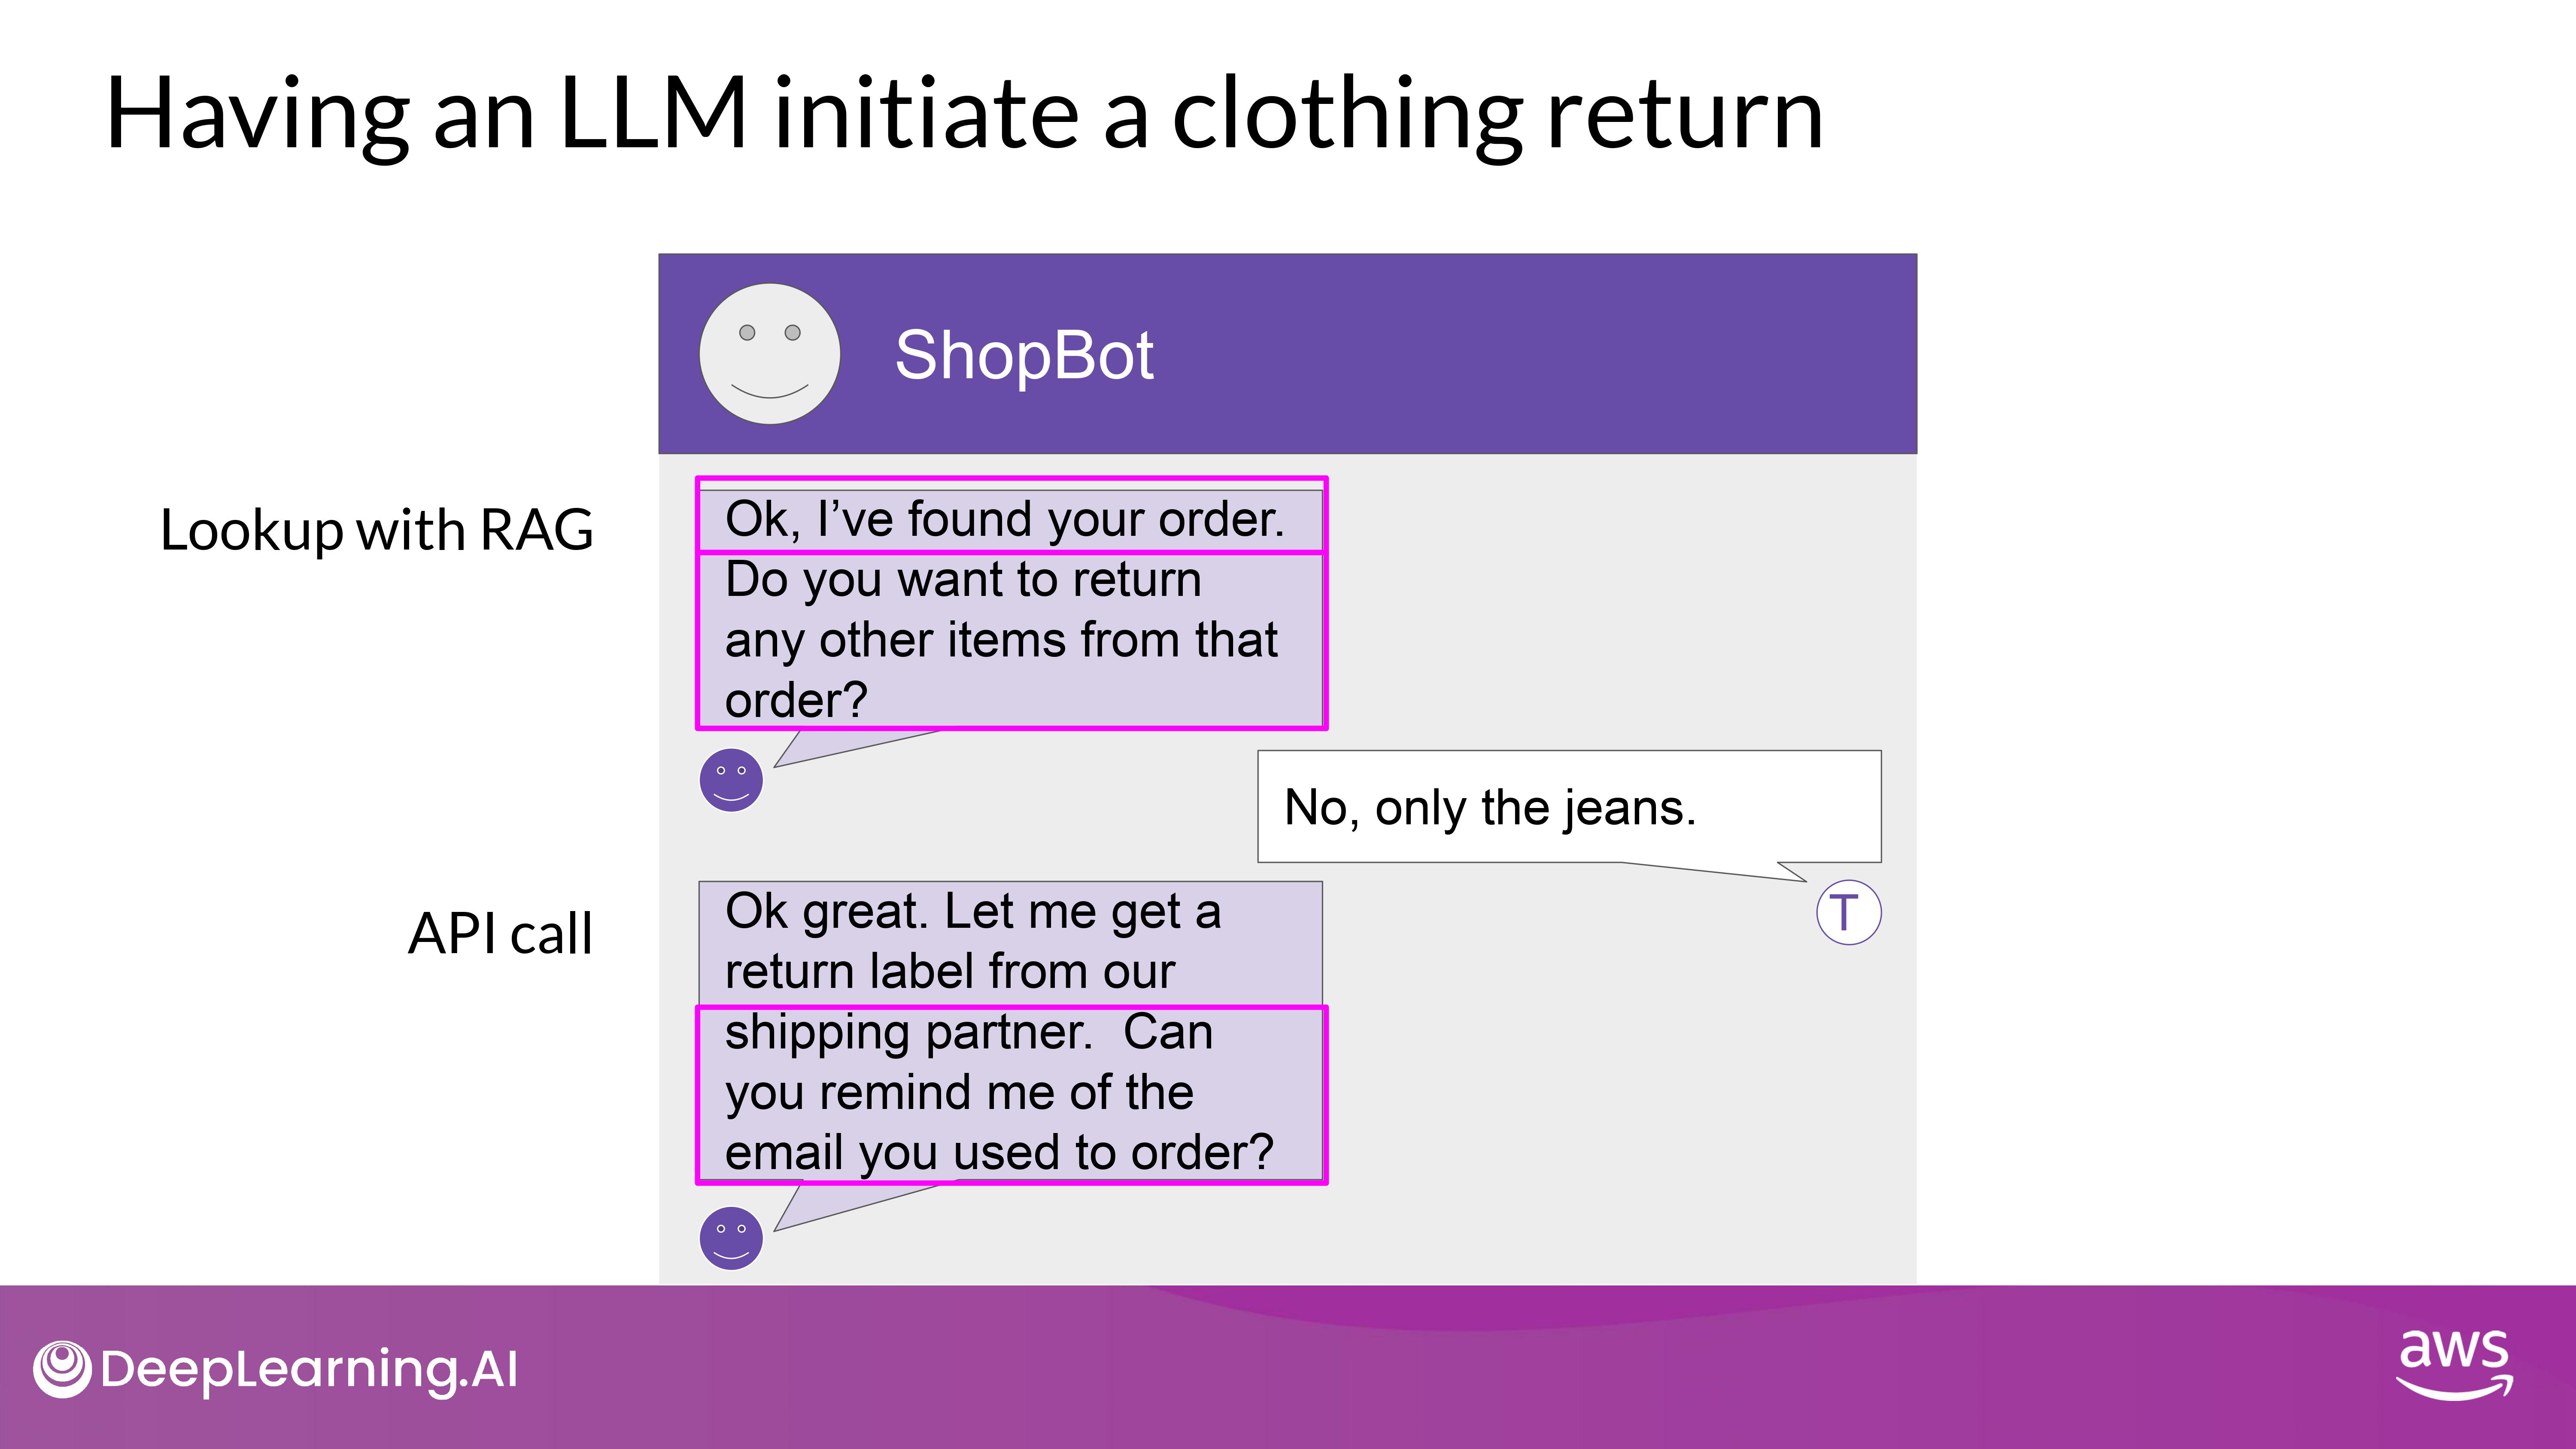 Having an LLM initiate a clothing return
ShopBot
Lookup with RAG
Ok, I’ve found your order.
Do you want to return
any other items from that
order?
No, only the jeans.
T
API call
Ok great. Let me get a
return label from our
shipping partner.  Can
you remind me of the
email you used to order?
DeepLearning.AI
aws